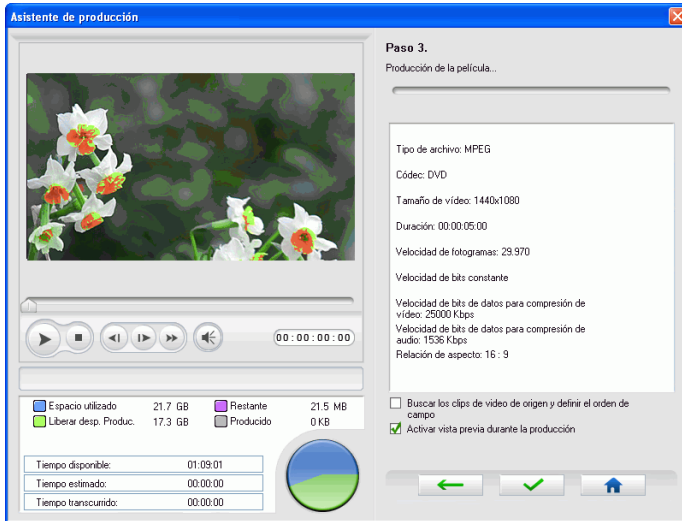 Asistente de producción
Paso 3.
Producción de la película...
Tipo de archivo: MPEG
Códec: DVD
Tamaño de vídeo: 1440x1080
Duración: 00:00:05:00
Velocidad de fotogramas: 29.970
Velocidad de bits constante
Velocidad de bits de datos para compresión de
vídeo: 25000 Kbps
Velocidad de bits de datos para compresión de
audio: 1536 Kbps
Relación de aspecto: 16 : 9
00:00:00:00
Espacio utilizado 21.7 GB Restante 21.5 MB
Liberar desp. Produc. 17.3 GB Producido 0 KB
Tiempo disponible: 01:09:01
Tiempo estimado: 00:00:00
Tiempo transcurrido: 00:00:00
Buscar los clips de video de origen y definir el orden de
campo
Activar vista previa durante la producción